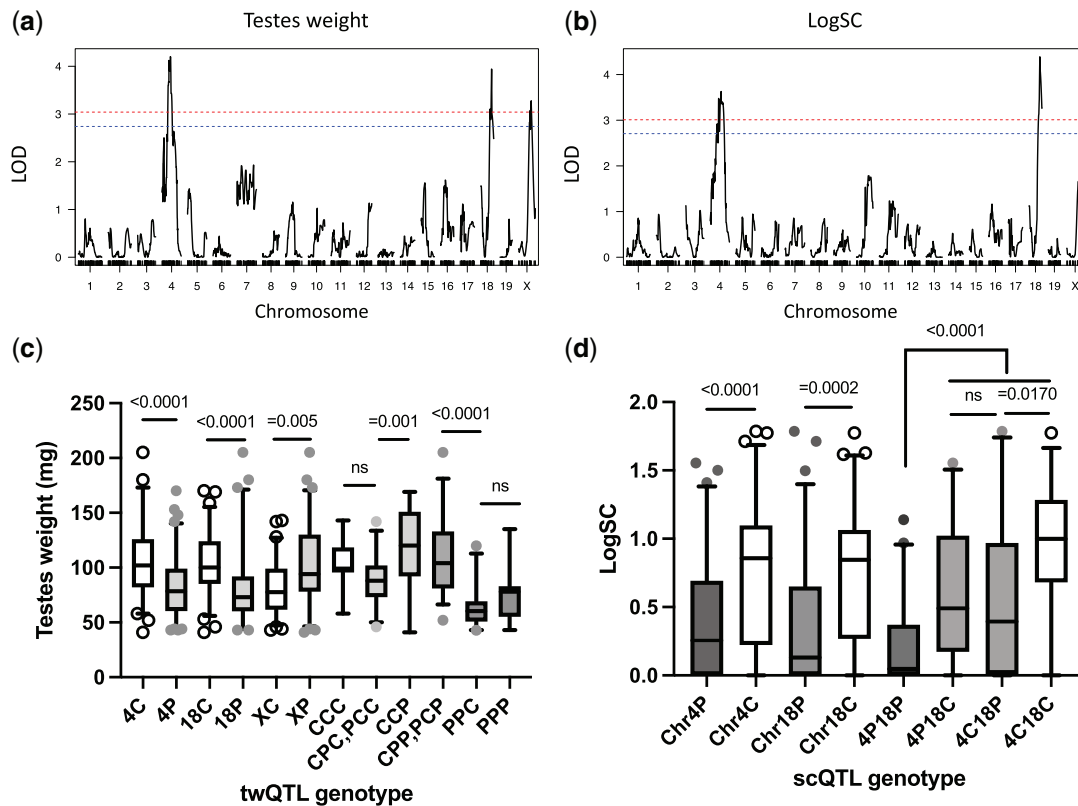 (a)
Testes weight
LOD
4
3
2
1
0
1 2 3 4 5 6 7 8 9 10 11 12 13 14 15 16 17 18 19 X
Chromosome
(b)
LogSC
LOD
4
3
2
1
0
1 2 3 4 5 6 7 8 9 10 11 12 13 14 15 16 17 18 19 X
Chromosome
(c)
Testes weight (mg)
250
200
150
100
50
0
<0.0001
<0.0001
=0.005
ns
=0.001
<0.0001
ns
4C
4P
18C
18P
XC
XP
CCC
CPC,PCC
CCP
CPP,PCP
PPC
PPP
twQTL genotype
(d)
LogSC
2.0
1.5
1.0
0.5
0.0
<0.0001
=0.0002
<0.0001
ns
=0.0170
Chr4P
Chr4C
Chr18P
Chr18C
4P18P
4P18C
4C18P
4C18C
scQTL genotype